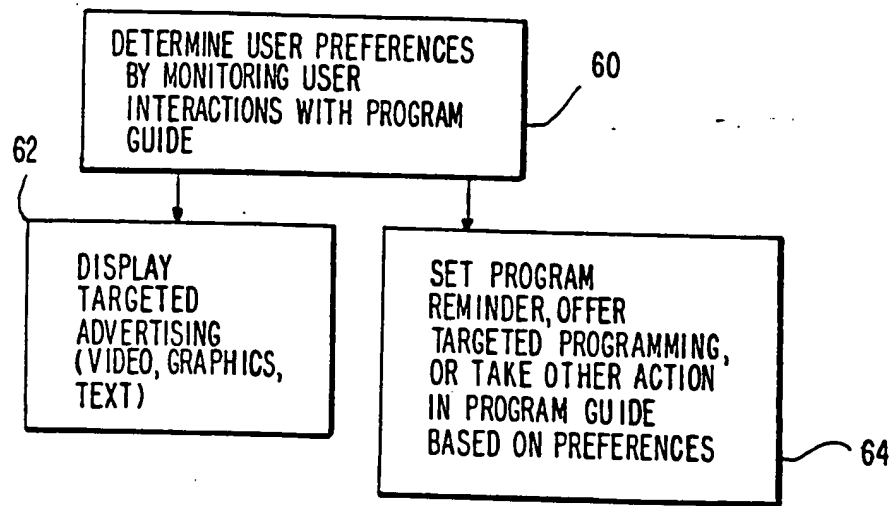 DETERMINE USER PREFERENCES
BY MONITORING USER
INTERACTIONS WITH PROGRAM
GUIDE
60
62
DISPLAY
TARGETED
ADVERTISING
(VIDEO, GRAPHICS,
TEXT)
SET PROGRAM
REMINDER, OFFER
TARGETED PROGRAMMING,
OR TAKE OTHER ACTION
IN PROGRAM GUIDE
BASED ON PREFERENCES
64